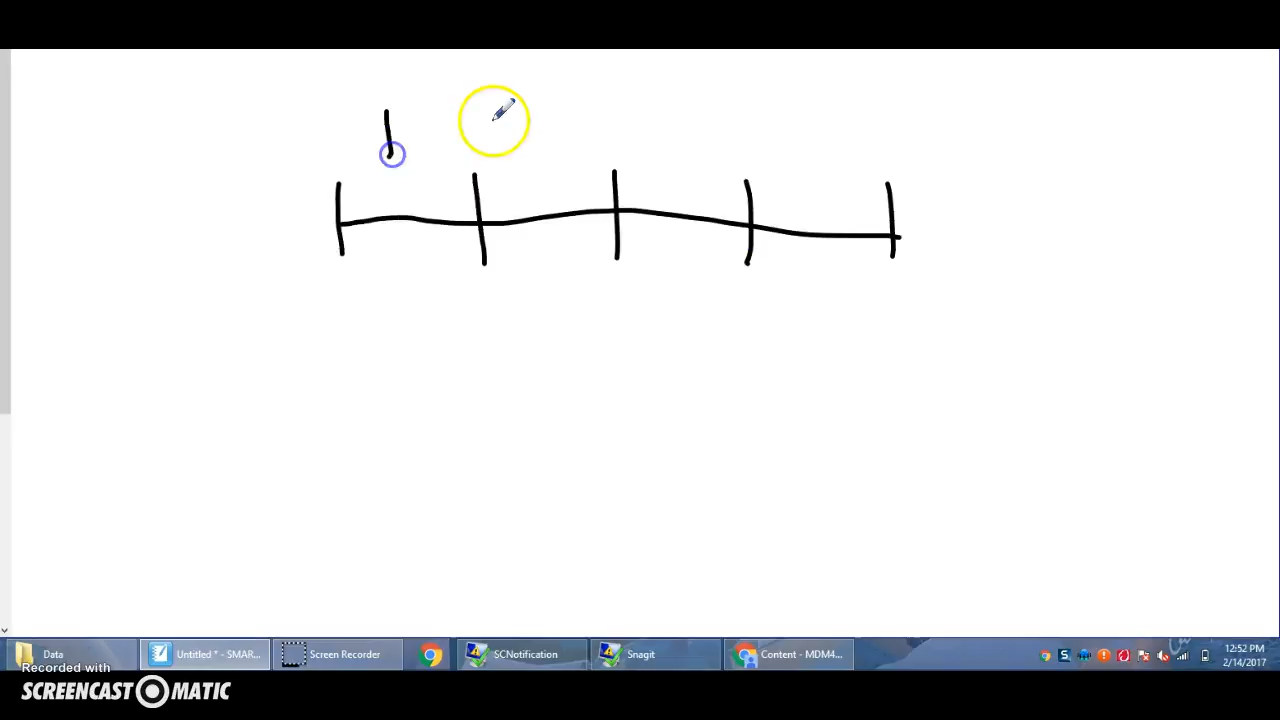 Data
Untitled * - SMAR...
Screen Recorder
SCNotification
Snagit
Content - MDM4...
12:52 PM
2/14/2017
Recorded with
SCREENCAST O MATIC